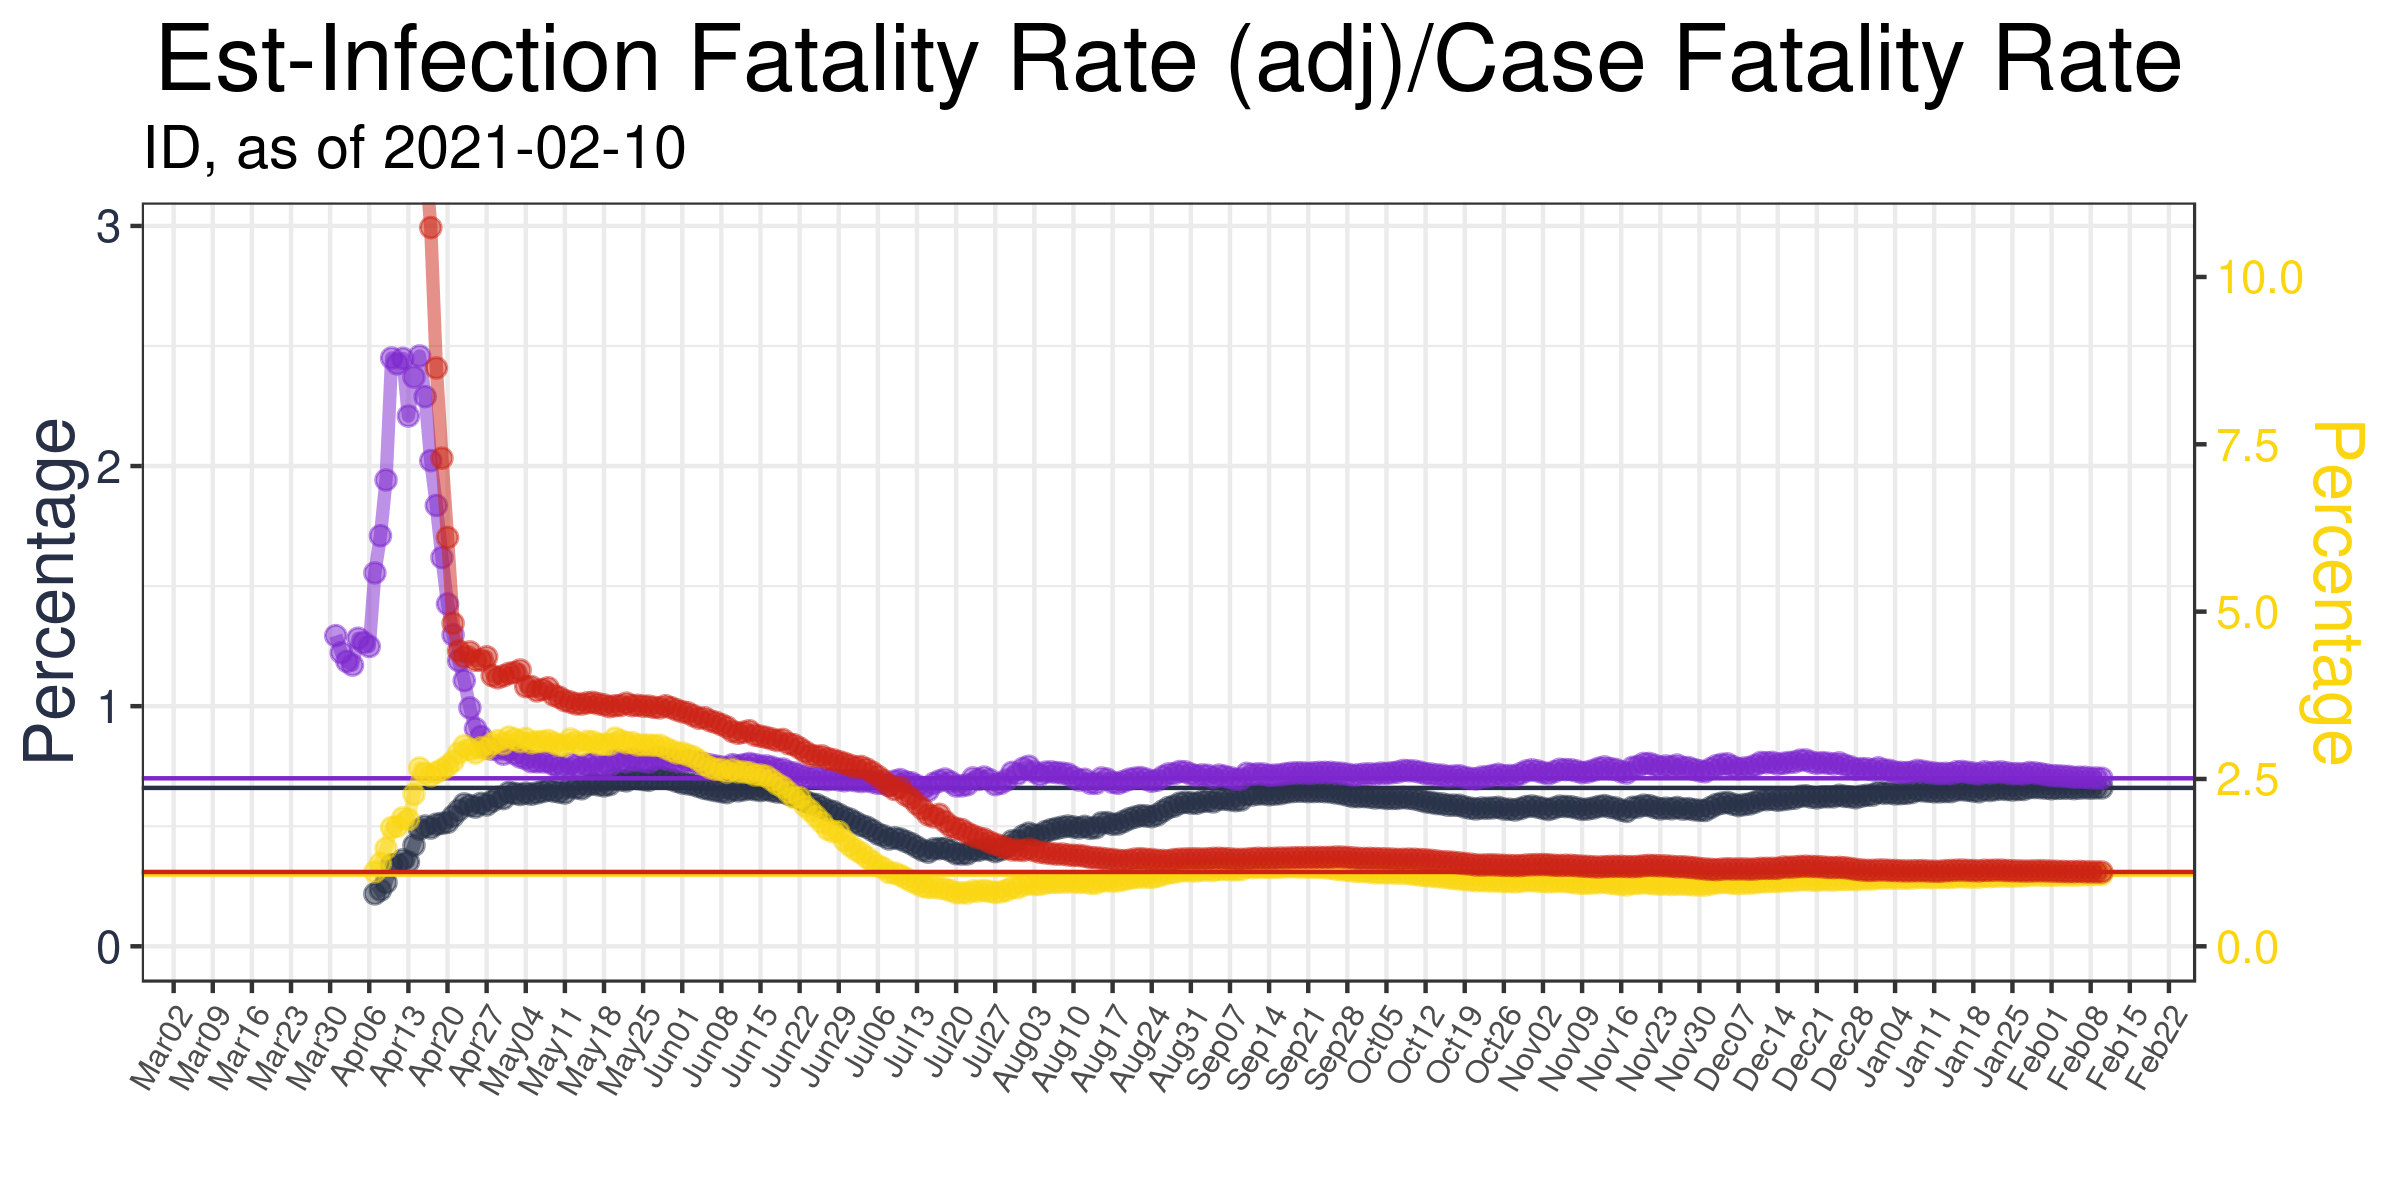 Est-Infection Fatality Rate (adj)/Case Fatality Rate
ID, as of 2021-02-10
Percentage
3
2
1
0
10.0
7.5
5.0
2.5
0.0
Percentage
Mar02
Mar09
Mar16
Mar23
Mar30
Apr06
Apr13
Apr20
Apr27
May04
May11
May18
May25
Jun01
Jun08
Jun15
Jun22
Jun29
Jul06
Jul13
Jul20
Jul27
Aug03
Aug10
Aug17
Aug24
Aug31
Sep07
Sep14
Sep21
Sep28
Oct05
Oct12
Oct19
Oct26
Nov02
Nov09
Nov16
Nov23
Nov30
Dec07
Dec14
Dec21
Dec28
Jan04
Jan11
Jan18
Jan25
Feb01
Feb08
Feb15
Feb22